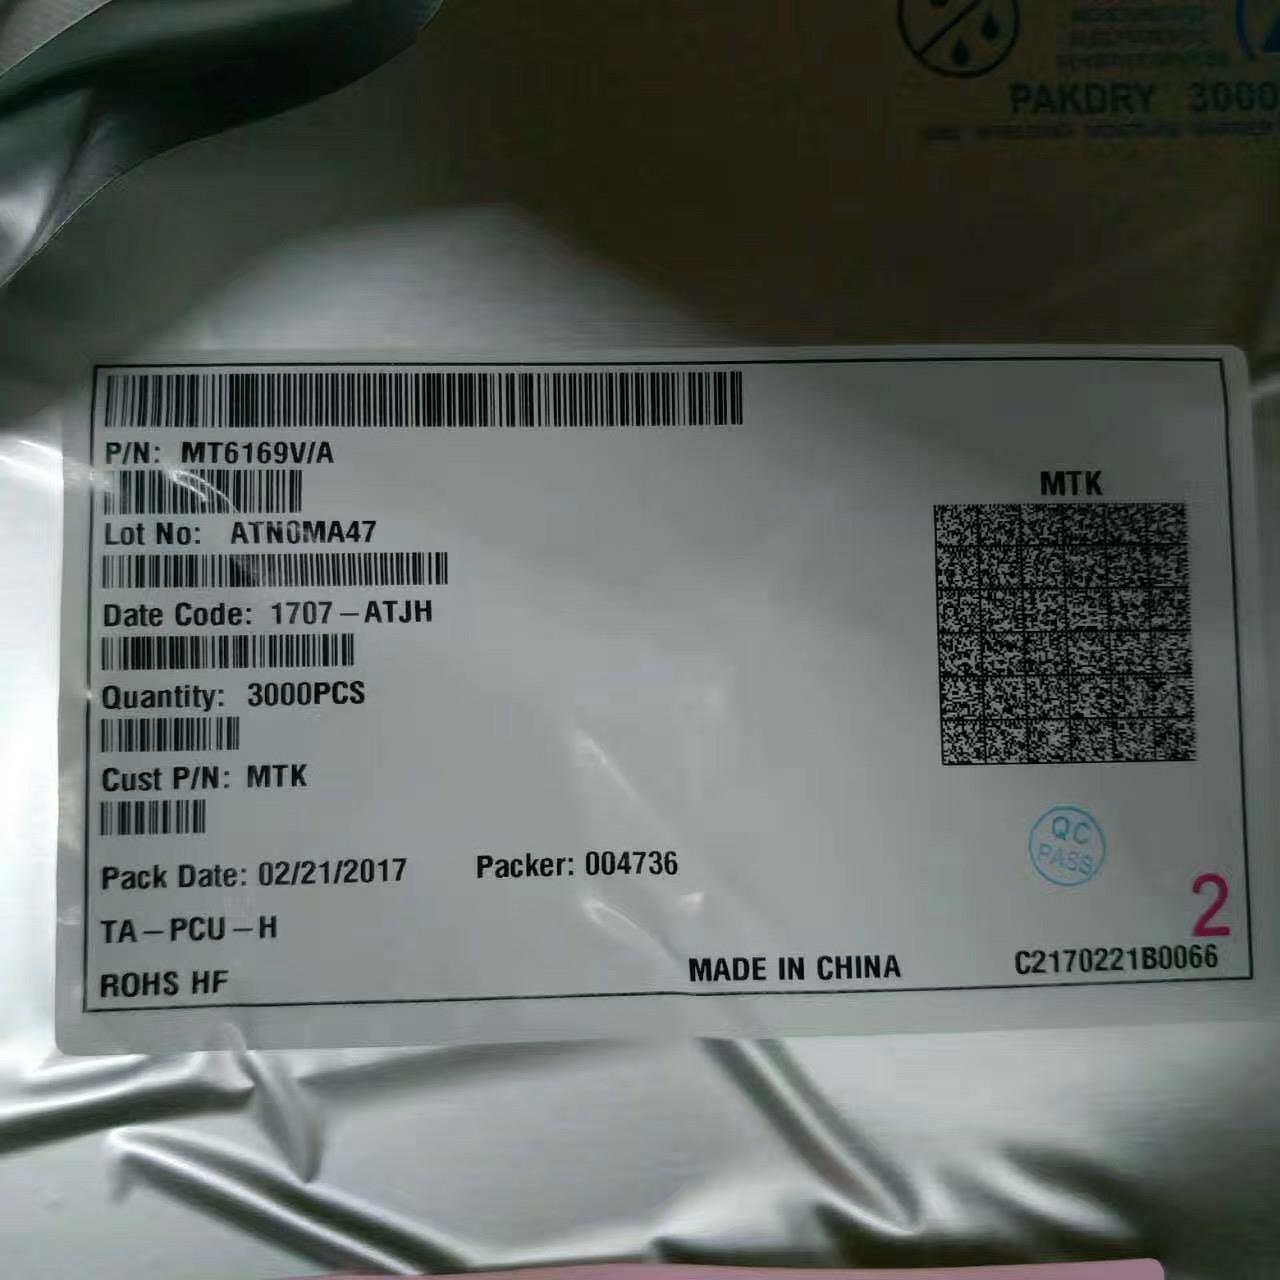 PAKDRY 3000
P/N: MT6169V/A
MTK
Lot No: ATN0MA47
Date Code: 1707-ATJH
Quantity: 3000PCS
Cust P/N: MTK
Pack Date: 02/21/2017 Packer: 004736
QC
PASS
2
TA-PCU-H
ROHS HF
MADE IN CHINA
C2170221B0066